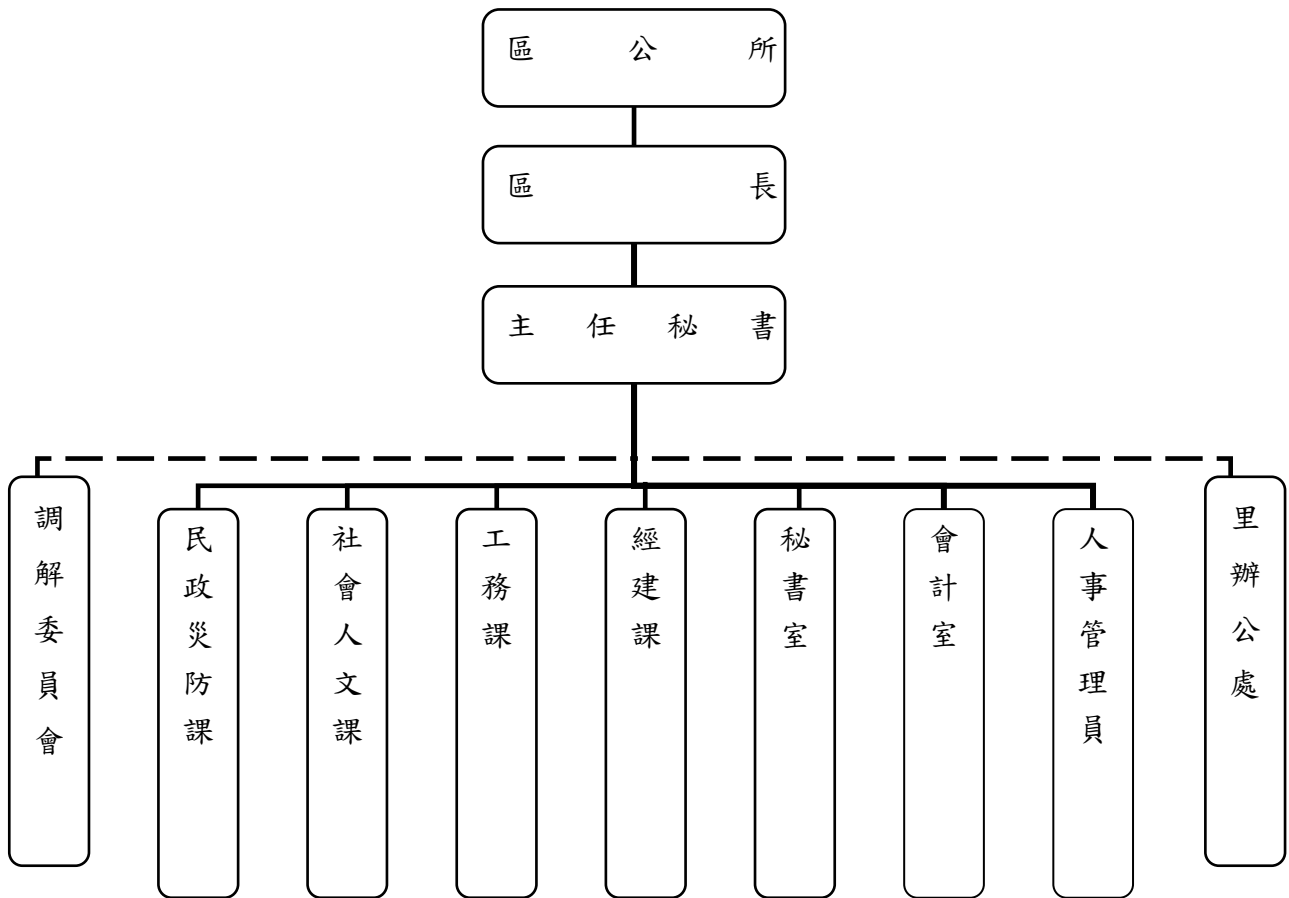 區公所
區長
主任秘書
調解委員會
民政災防課
社會人文課
工務課
經建課
秘書室
會計室
人事管理員
里辦公處